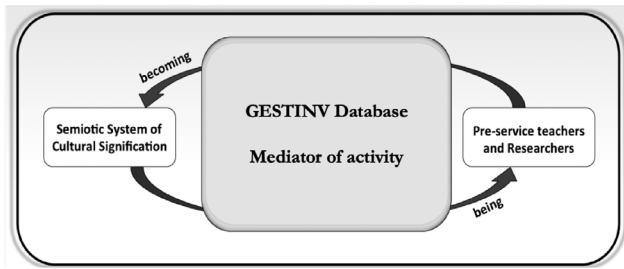 becoming
GESTINV Database
Mediator of activity
Semiotic System of
Cultural Signification
Pre-service teachers
and Researchers
being